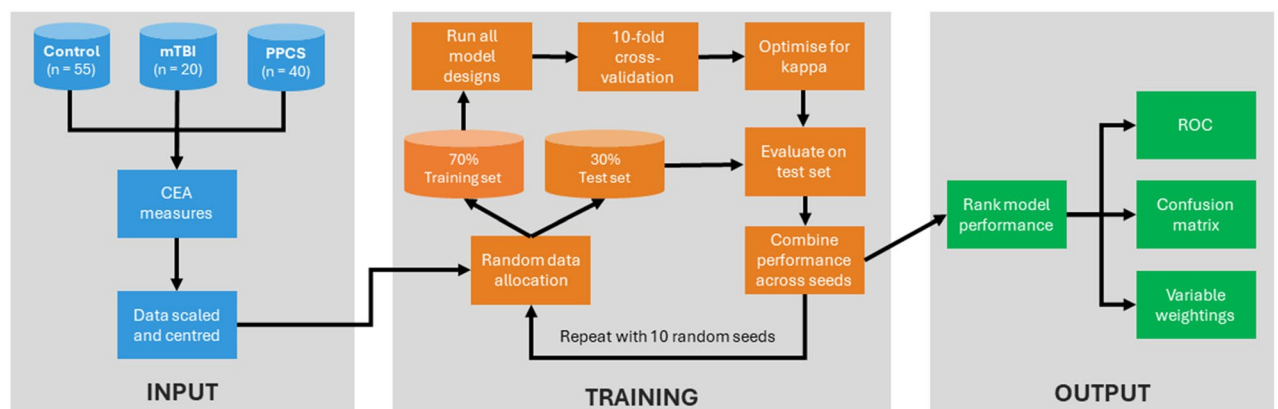 Control
(n = 55)
mTBI
(n = 20)
PPCS
(n = 40)
CEA
measures
Data scaled
and centred
INPUT
Run all
model
designs
10-fold
cross-
validation
Optimise for
kappa
70%
Training set
30%
Test set
Evaluate on
test set
Random data
allocation
Combine
performance
across seeds
Repeat with 10 random seeds
TRAINING
Rank model
performance
ROC
Confusion
matrix
Variable
weightings
OUTPUT